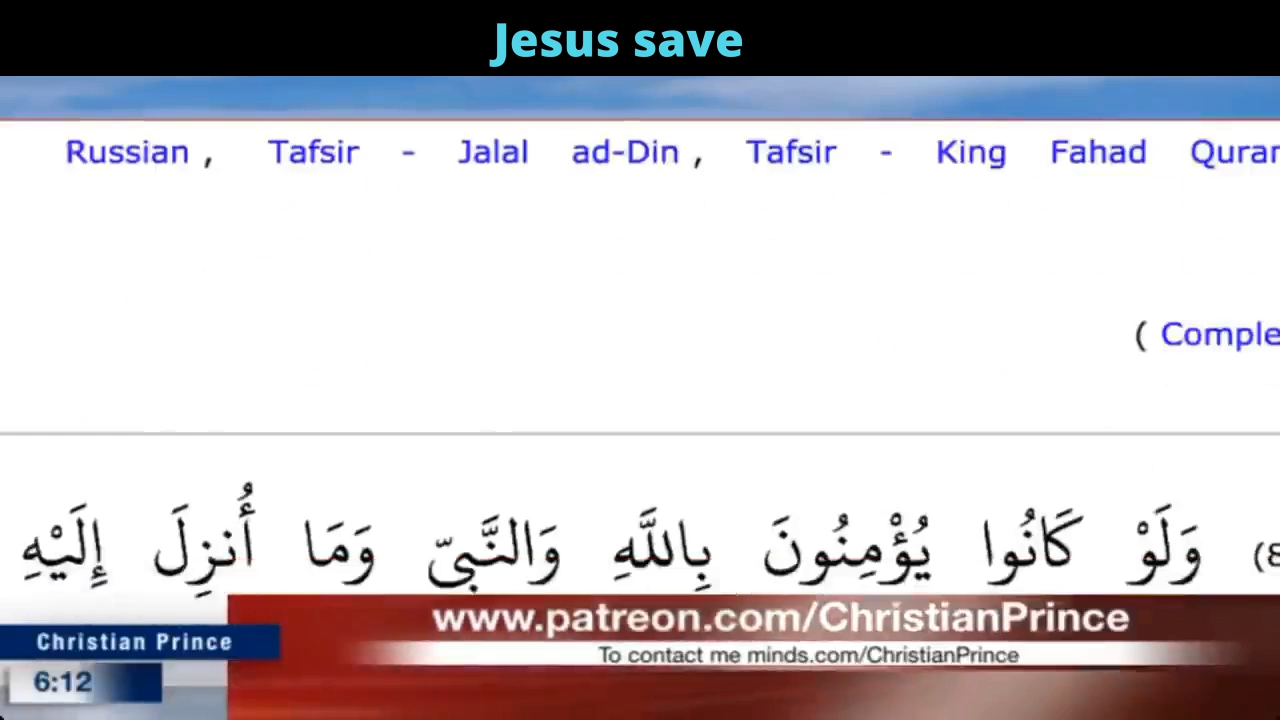 Jesus save
Russian , Tafsir - Jalal ad-Din , Tafsir - King Fahad Quran
( Comple
(8 وَلَوْ كَانُوا يُؤْمِنُونَ بِاللَّهِ وَالنَّبِيِّ وَمَا أُنزِلَ إِلَيْهِ
www.patreon.com/ChristianPrince
Christian Prince
To contact me minds.com/ChristianPrince
6:12